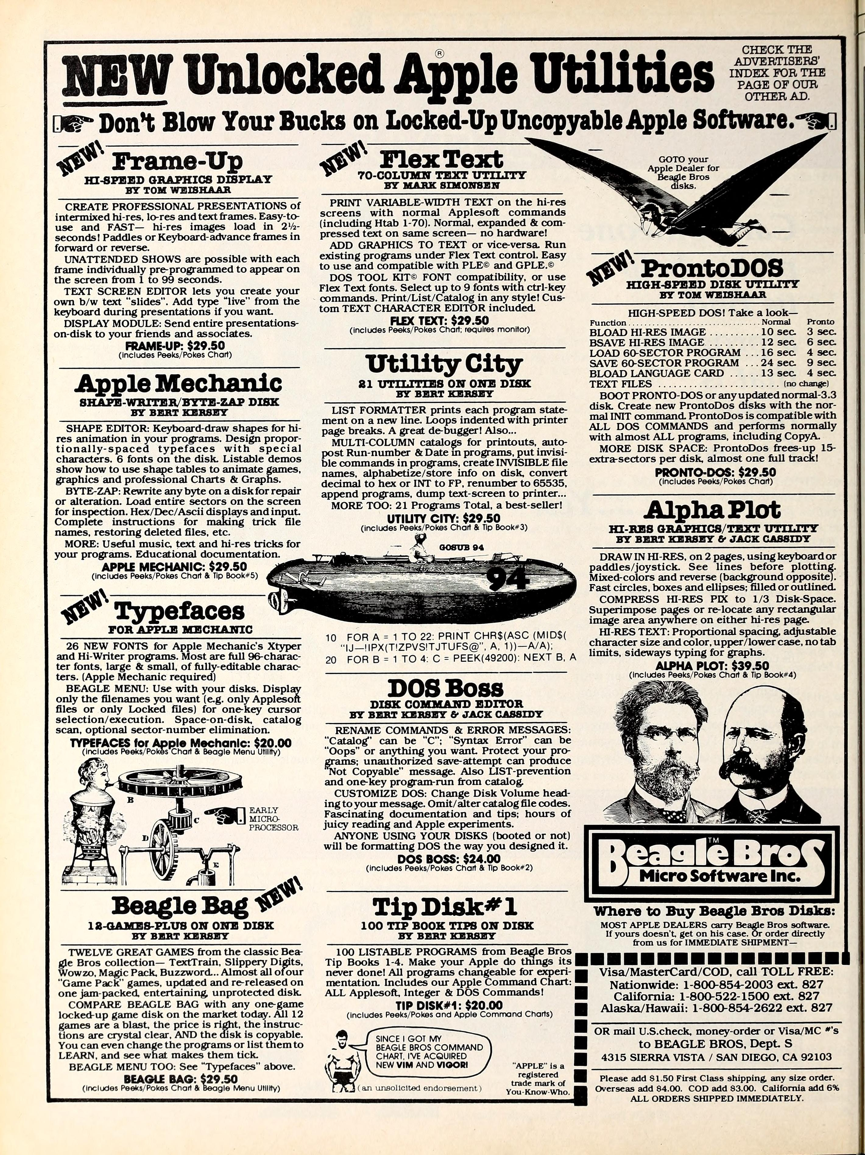 NEW Unlocked Apple Utilities
®
CHECK THE
ADVERTISERS'
INDEX FOR THE
PAGE OF OUR
OTHER AD.
Don't Blow Your Bucks on Locked-Up Uncopyable Apple Software.
NEW!
Frame-Up
HI-SPEED GRAPHICS DISPLAY
BY TOM WEISHAAR
CREATE PROFESSIONAL PRESENTATIONS of
intermixed hi-res, lo-res and text frames. Easy-to-
use and FAST— hi-res images load in 2½-
seconds! Paddles or Keyboard-advance frames in
forward or reverse.
UNATTENDED SHOWS are possible with each
frame individually pre-programmed to appear on
the screen from 1 to 99 seconds.
TEXT SCREEN EDITOR lets you create your
own b/w text "slides". Add type "live" from the
keyboard during presentations if you want.
DISPLAY MODULE: Send entire presentations-
on-disk to your friends and associates.
FRAME-UP: $29.50
(includes Peeks/Pokes Chart)
Apple Mechanic
SHAPE-WRITER/BYTE-ZAP DISK
BY BERT KERSEY
SHAPE EDITOR: Keyboard-draw shapes for hi-
res animation in your programs. Design propor-
tionally-spaced typefaces with special
characters. 6 fonts on the disk. Listable demos
show how to use shape tables to animate games,
graphics and professional Charts & Graphs.
BYTE-ZAP: Rewrite any byte on a disk for repair
or alteration. Load entire sectors on the screen
for inspection. Hex/Dec/Ascii displays and input.
Complete instructions for making trick file
names, restoring deleted files, etc.
MORE: Useful music, text and hi-res tricks for
your programs. Educational documentation.
APPLE MECHANIC: $29.50
(includes Peeks/Pokes Chart & Tip Book#5)
NEW!
Typefaces
FOR APPLE MECHANIC
26 NEW FONTS for Apple Mechanic's Xtyper
and Hi-Writer programs. Most are full 96-charac-
ter fonts, large & small, of fully-editable charac-
ters. (Apple Mechanic required)
BEAGLE MENU: Use with your disks. Display
only the filenames you want (e.g. only Applesoft
files or only Locked files) for one-key cursor
selection/execution. Space-on-disk, catalog
scan, optional sector-number elimination.
TYPEFACES for Apple Mechanic: $20.00
(includes Peeks/Pokes Chart & Beagle Menu Utility)
B
C
D
E
EARLY
MICRO-
PROCESSOR
Beagle Bag
NEW!
12-GAMES-PLUS ON ONE DISK
BY BERT KERSEY
TWELVE GREAT GAMES from the classic Bea-
gle Bros collection— TextTrain, Slippery Digits,
Wowzo, Magic Pack, Buzzword... Almost all of our
"Game Pack" games, updated and re-released on
one jam-packed, entertaining, unprotected disk.
COMPARE BEAGLE BAG with any one-game
locked-up game disk on the market today. All 12
games are a blast, the price is right, the instruc-
tions are crystal clear, AND the disk is copyable.
You can even change the programs or list them to
LEARN, and see what makes them tick.
BEAGLE MENU TOO: See "Typefaces" above.
BEAGLE BAG: $29.50
(includes Peeks/Pokes Chart & Beagle Menu Utility)
NEW!
Flex Text
70-COLUMN TEXT UTILITY
BY MARK SIMONSEN
PRINT VARIABLE-WIDTH TEXT on the hi-res
screens with normal Applesoft commands
(including Htab 1-70). Normal, expanded & com-
pressed text on same screen— no hardware!
ADD GRAPHICS TO TEXT or vice-versa. Run
existing programs under Flex Text control. Easy
to use and compatible with PLE© and GPLE.©
DOS TOOL KIT© FONT compatibility, or use
Flex Text fonts. Select up to 9 fonts with ctrl-key
commands. Print/List/Catalog in any style! Cus-
tom TEXT CHARACTER EDITOR included.
FLEX TEXT: $29.50
(includes Peeks/Pokes Chart; requires monitor)
Utility City
21 UTILITIES ON ONE DISK
BY BERT KERSEY
LIST FORMATTER prints each program state-
ment on a new line. Loops indented with printer
page breaks. A great de-bugger! Also...
MULTI-COLUMN catalogs for printouts, auto-
post Run-number & Date in programs, put invisi-
ble commands in programs, create INVISIBLE file
names, alphabetize/store info on disk, convert
decimal to hex or INT to FP, renumber to 65535,
append programs, dump text-screen to printer...
MORE TOO: 21 Programs Total, a best-seller!
UTILITY CITY: $29.50
(includes Peeks/Pokes Chart & Tip Book#3)
GOSUB 94
94
10 FOR A = 1 TO 22: PRINT CHR$(ASC (MID$(
"IJ—!IPX(T!ZPVS!TJTUFS@", A, 1))—A/A);
20 FOR B = 1 TO 4: C = PEEK(49200): NEXT B, A
DOS Boss
DISK COMMAND EDITOR
BY BERT KERSEY & JACK CASSIDY
RENAME COMMANDS & ERROR MESSAGES:
"Catalog" can be "C"; "Syntax Error" can be
"Oops" or anything you want. Protect your pro-
grams; unauthorized save-attempt can produce
"Not Copyable" message. Also LIST-prevention
and one-key program-run from catalog.
CUSTOMIZE DOS: Change Disk Volume head-
ing to your message. Omit/alter catalog file codes.
Fascinating documentation and tips; hours of
juicy reading and Apple experiments.
ANYONE USING YOUR DISKS (booted or not)
will be formatting DOS the way you designed it.
DOS BOSS: $24.00
(includes Peeks/Pokes Chart & Tip Book#2)
Tip Disk#1
100 TIP BOOK TIPS ON DISK
BY BERT KERSEY
100 LISTABLE PROGRAMS from Beagle Bros
Tip Books 1-4. Make your Apple do things its
never done! All programs changeable for experi-
mentation. Includes our Apple Command Chart:
ALL Applesoft, Integer & DOS Commands!
TIP DISK#1: $20.00
(includes Peeks/Pokes and Apple Command Charts)
SINCE I GOT MY
BEAGLE BROS COMMAND
CHART, I'VE ACQUIRED
NEW VIM AND VIGOR!
(an unsolicited endorsement)
"APPLE" is a
registered
trade mark of
You-Know-Who.
GOTO your
Apple Dealer for
Beagle Bros
disks.
NEW!
ProntoDOS
HIGH-SPEED DISK UTILITY
BY TOM WEISHAAR
HIGH-SPEED DOS! Take a look—
Function ........ Normal Pronto
BLOAD HI-RES IMAGE ........ 10 sec. 3 sec.
BSAVE HI-RES IMAGE ........ 12 sec. 6 sec.
LOAD 60-SECTOR PROGRAM ... 16 sec. 4 sec.
SAVE 60-SECTOR PROGRAM ... 24 sec. 9 sec.
BLOAD LANGUAGE CARD ...... 13 sec. 4 sec.
TEXT FILES ........ (no change)
BOOT PRONTO-DOS or any updated normal-3.3
disk. Create new ProntoDos disks with the nor-
mal INIT command. ProntoDos is compatible with
ALL DOS COMMANDS and performs normally
with almost ALL programs, including CopyA.
MORE DISK SPACE: ProntoDos frees-up 15-
extra-sectors per disk, almost one full track!
PRONTO-DOS: $29.50
(includes Peeks/Pokes Chart)
Alpha Plot
HI-RES GRAPHICS/TEXT UTILITY
BY BERT KERSEY & JACK CASSIDY
DRAW IN HI-RES, on 2 pages, using keyboard or
paddles/joystick. See lines before plotting.
Mixed-colors and reverse (background opposite).
Fast circles, boxes and ellipses; filled or outlined.
COMPRESS HI-RES PIX to 1/3 Disk-Space.
Superimpose pages or re-locate any rectangular
image area anywhere on either hi-res page.
HI-RES TEXT: Proportional spacing, adjustable
character size and color, upper/lower case, no tab
limits, sideways typing for graphs.
ALPHA PLOT: $39.50
(includes Peeks/Pokes Chart & Tip Book#4)
Beagle Bros
TM
Micro Software Inc.
Where to Buy Beagle Bros Disks:
MOST APPLE DEALERS carry Beagle Bros software.
If yours doesn't, get on his case. Or order directly
from us for IMMEDIATE SHIPMENT—
Visa/MasterCard/COD, call TOLL FREE:
Nationwide: 1-800-854-2003 ext. 827
California: 1-800-522-1500 ext. 827
Alaska/Hawaii: 1-800-854-2622 ext. 827
OR mail U.S.check, money-order or Visa/MC #'s
to BEAGLE BROS, Dept. S
4315 SIERRA VISTA / SAN DIEGO, CA 92103
Please add $1.50 First Class shipping, any size order.
Overseas add $4.00. COD add $3.00. California add 6%
ALL ORDERS SHIPPED IMMEDIATELY.